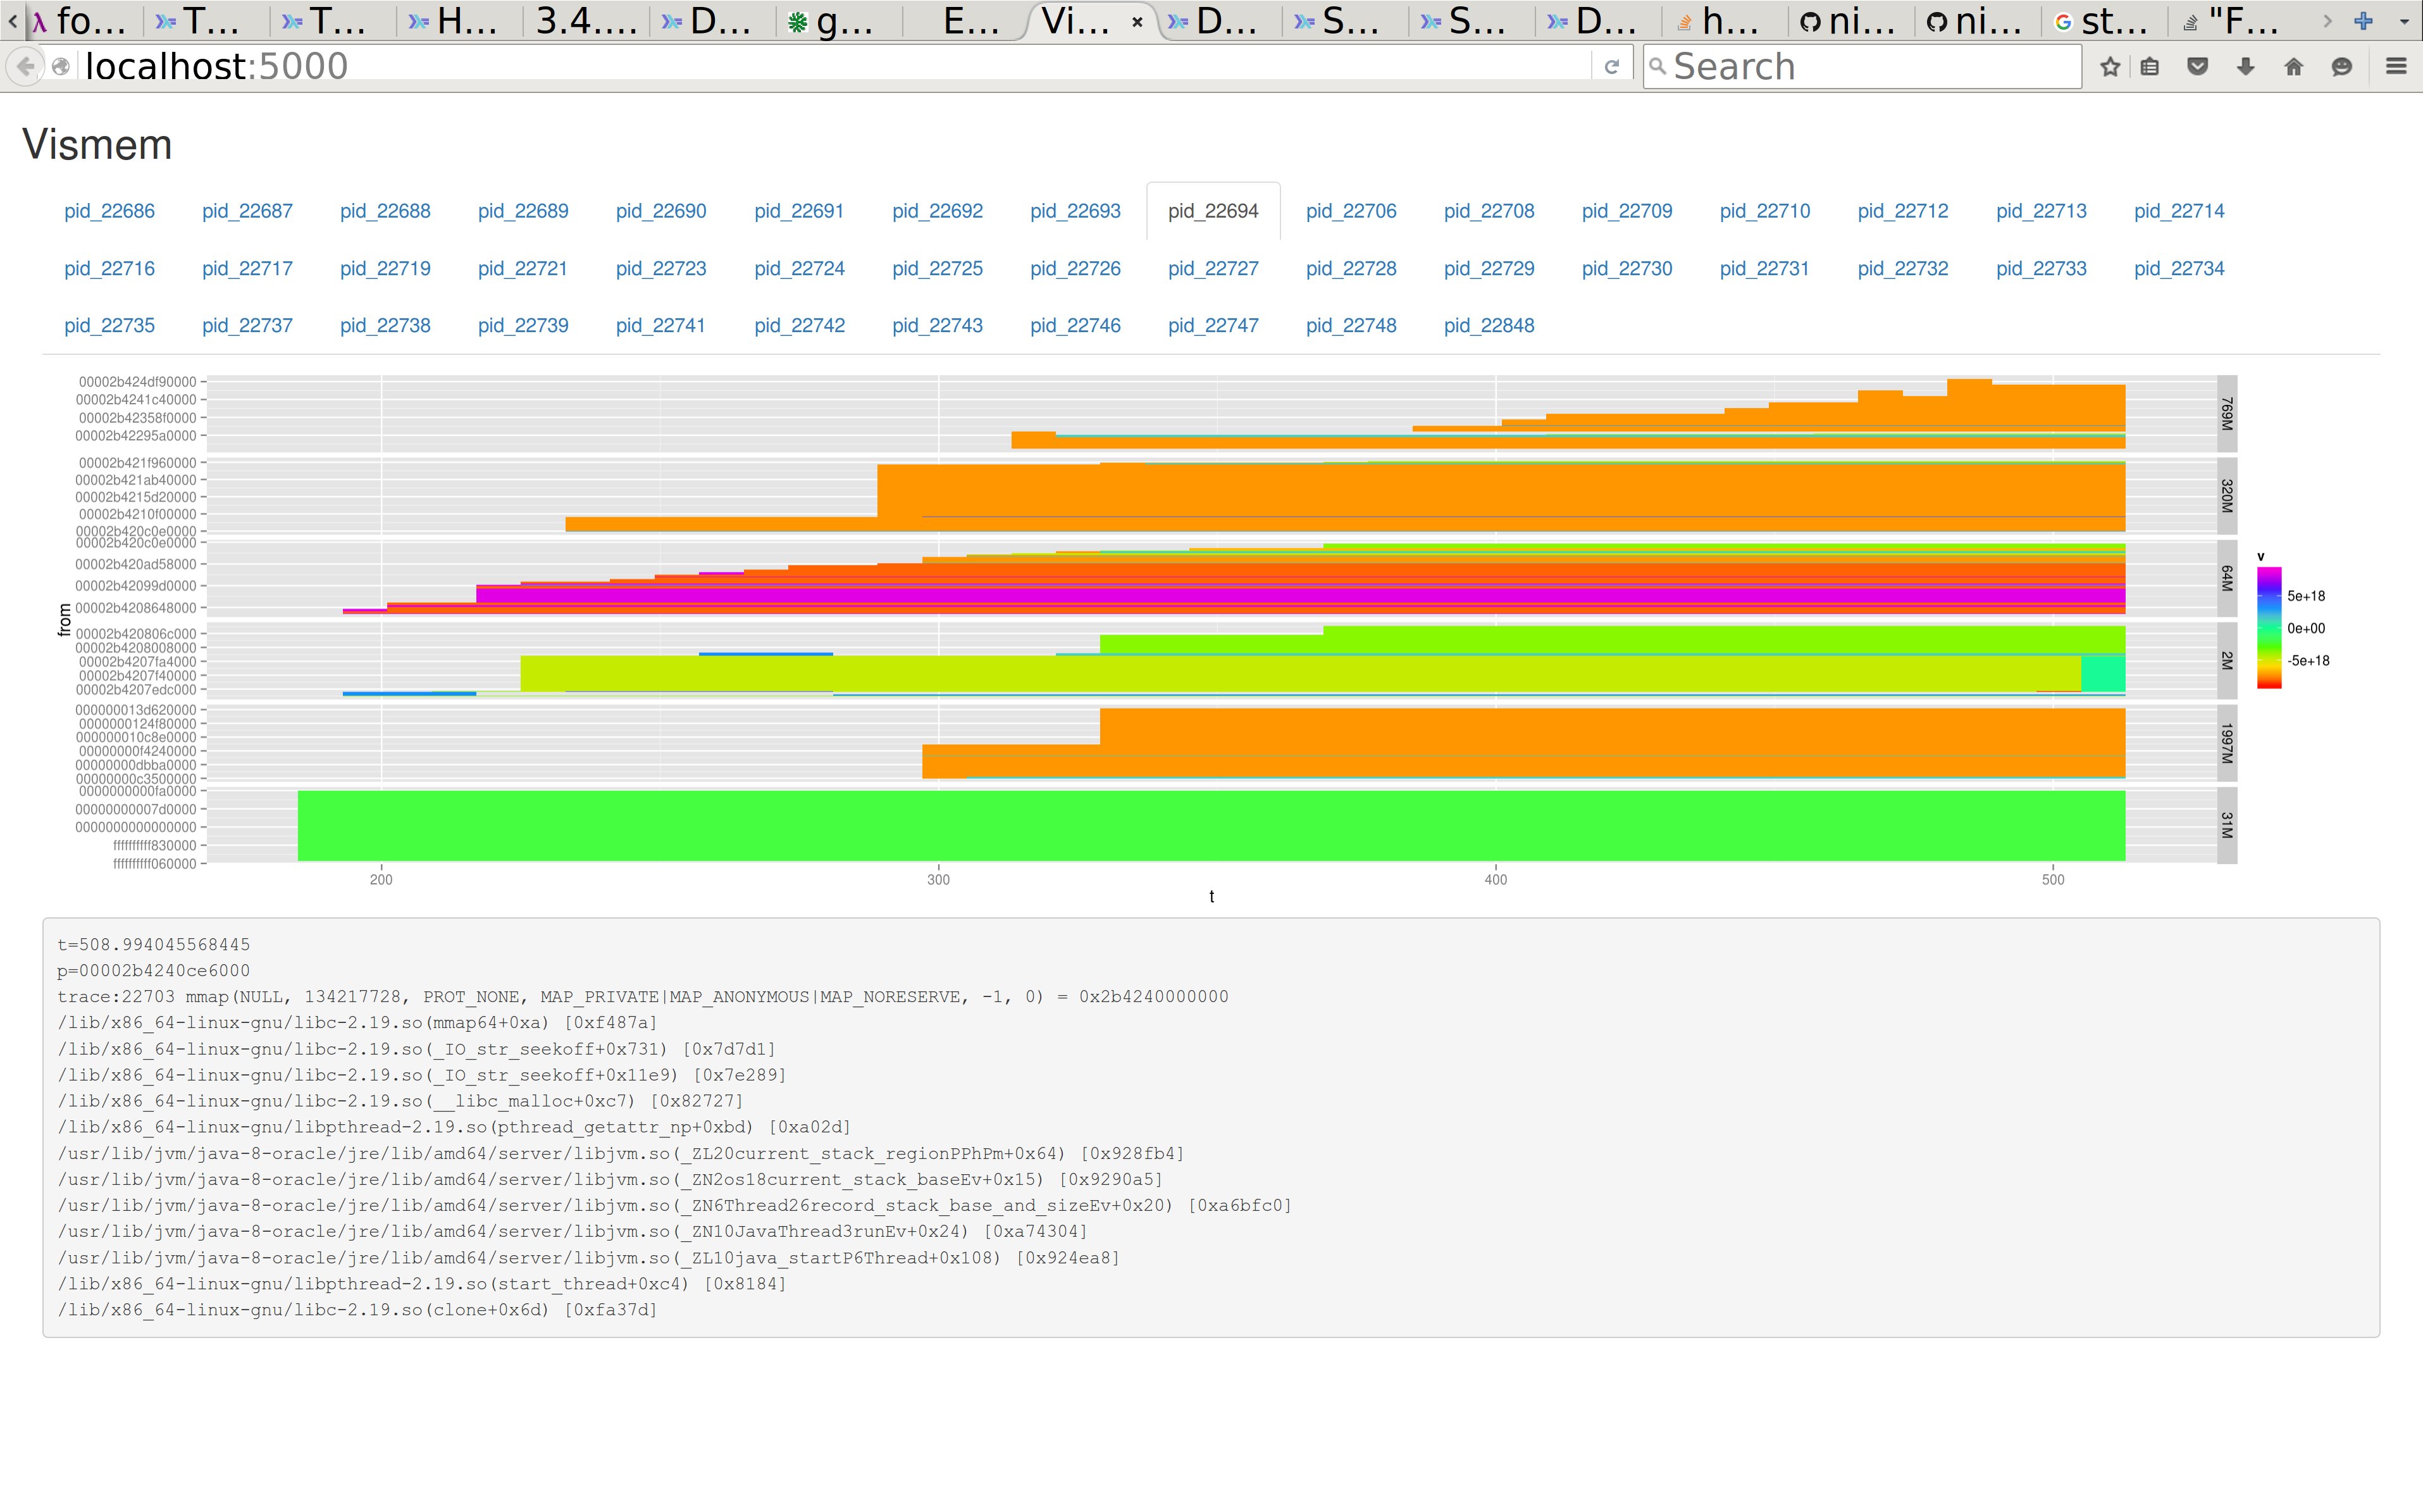 fo... T... T... H... 3.4.... D... g... E... Vi... × D... S... S... D... h... ni... ni... st... "F...
localhost:5000 Search
Vismem
pid_22686 pid_22687 pid_22688 pid_22689 pid_22690 pid_22691 pid_22692 pid_22693 pid_22694 pid_22706 pid_22708 pid_22709 pid_22710 pid_22712 pid_22713 pid_22714
pid_22716 pid_22717 pid_22719 pid_22721 pid_22723 pid_22724 pid_22725 pid_22726 pid_22727 pid_22728 pid_22729 pid_22730 pid_22731 pid_22732 pid_22733 pid_22734
pid_22735 pid_22737 pid_22738 pid_22739 pid_22741 pid_22742 pid_22743 pid_22746 pid_22747 pid_22748 pid_22848
from
00002b424df90000
00002b4241c40000
00002b42358f0000
00002b42295a0000
769M
00002b421f960000
00002b421ab40000
00002b4215d20000
00002b4210f00000
00002b420c0e0000
320M
00002b420c0e0000
00002b420ad58000
00002b42099d0000
00002b4208648000
64M
00002b420806c000
00002b4208008000
00002b4207fa4000
00002b4207f40000
00002b4207edc000
2M
000000013d620000
0000000124f80000
000000010c8e0000
00000000f4240000
00000000dbba0000
00000000c3500000
1997M
0000000000fa0000
00000000007d0000
0000000000000000
ffffffffff830000
ffffffffff060000
31M
200 300 400 500
t
v
5e+18
0e+00
-5e+18
t=508.994045568445
p=00002b4240ce6000
trace:22703 mmap(NULL, 134217728, PROT_NONE, MAP_PRIVATE|MAP_ANONYMOUS|MAP_NORESERVE, -1, 0) = 0x2b4240000000
/lib/x86_64-linux-gnu/libc-2.19.so(mmap64+0xa) [0xf487a]
/lib/x86_64-linux-gnu/libc-2.19.so(_IO_str_seekoff+0x731) [0x7d7d1]
/lib/x86_64-linux-gnu/libc-2.19.so(_IO_str_seekoff+0x11e9) [0x7e289]
/lib/x86_64-linux-gnu/libc-2.19.so(__libc_malloc+0xc7) [0x82727]
/lib/x86_64-linux-gnu/libpthread-2.19.so(pthread_getattr_np+0xbd) [0xa02d]
/usr/lib/jvm/java-8-oracle/jre/lib/amd64/server/libjvm.so(_ZL20current_stack_regionPPhPm+0x64) [0x928fb4]
/usr/lib/jvm/java-8-oracle/jre/lib/amd64/server/libjvm.so(_ZN2os18current_stack_baseEv+0x15) [0x9290a5]
/usr/lib/jvm/java-8-oracle/jre/lib/amd64/server/libjvm.so(_ZN6Thread26record_stack_base_and_sizeEv+0x20) [0xa6bfc0]
/usr/lib/jvm/java-8-oracle/jre/lib/amd64/server/libjvm.so(_ZN10JavaThread3runEv+0x24) [0xa74304]
/usr/lib/jvm/java-8-oracle/jre/lib/amd64/server/libjvm.so(_ZL10java_startP6Thread+0x108) [0x924ea8]
/lib/x86_64-linux-gnu/libpthread-2.19.so(start_thread+0xc4) [0x8184]
/lib/x86_64-linux-gnu/libc-2.19.so(clone+0x6d) [0xfa37d]